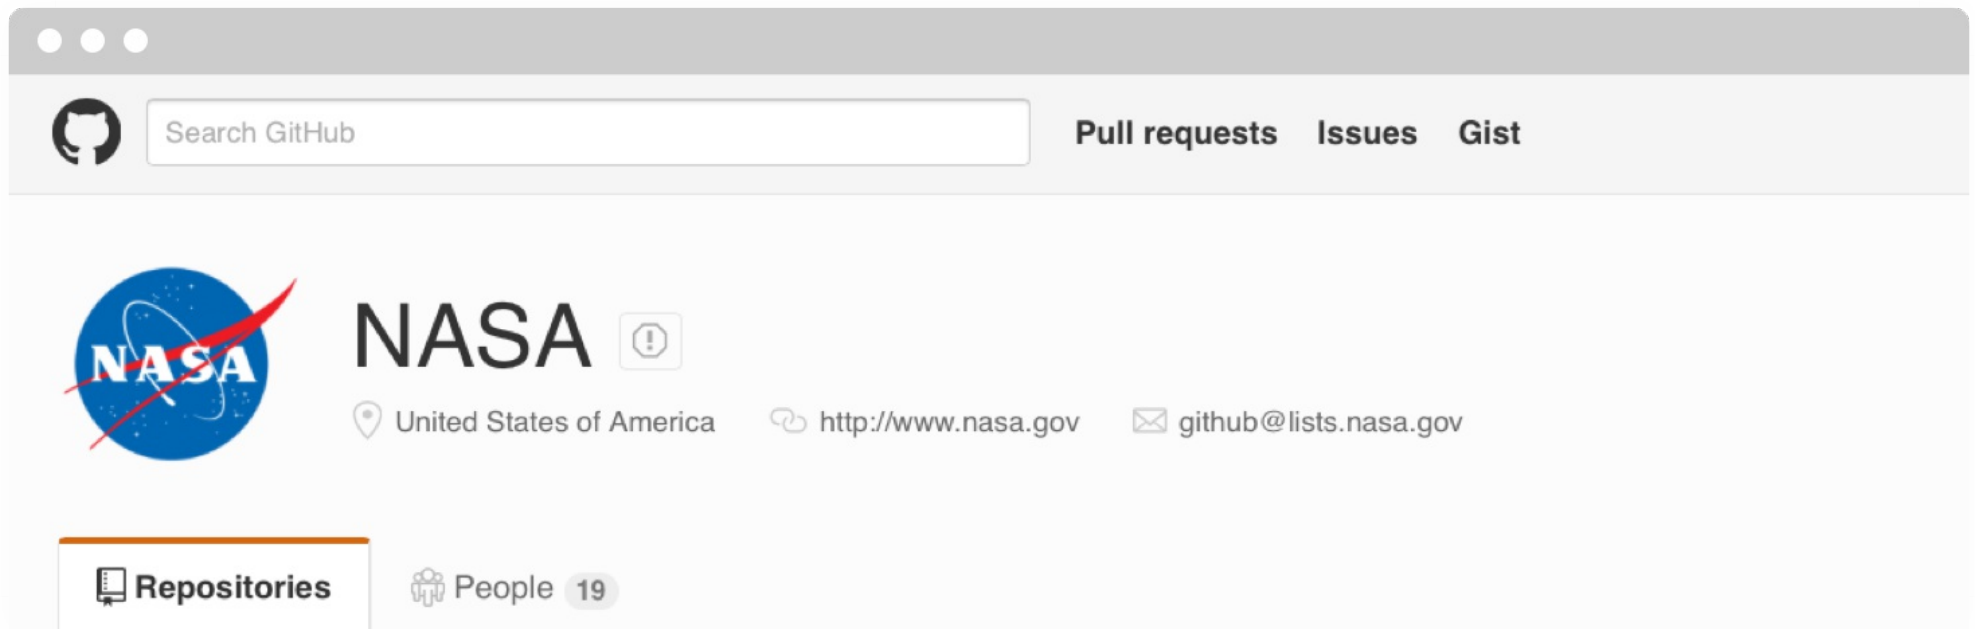 Search GitHub Pull requests Issues Gist
NASA
NASA
United States of America http://www.nasa.gov github@lists.nasa.gov
Repositories People 19